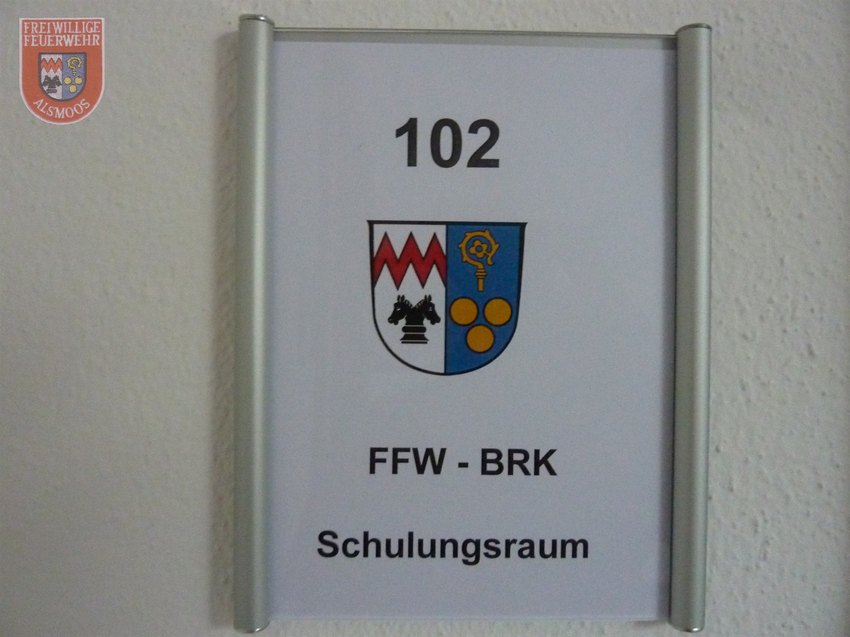 FREIWILLIGE
FEUERWEHR
ALSMOOS
102
FFW - BRK
Schulungsraum